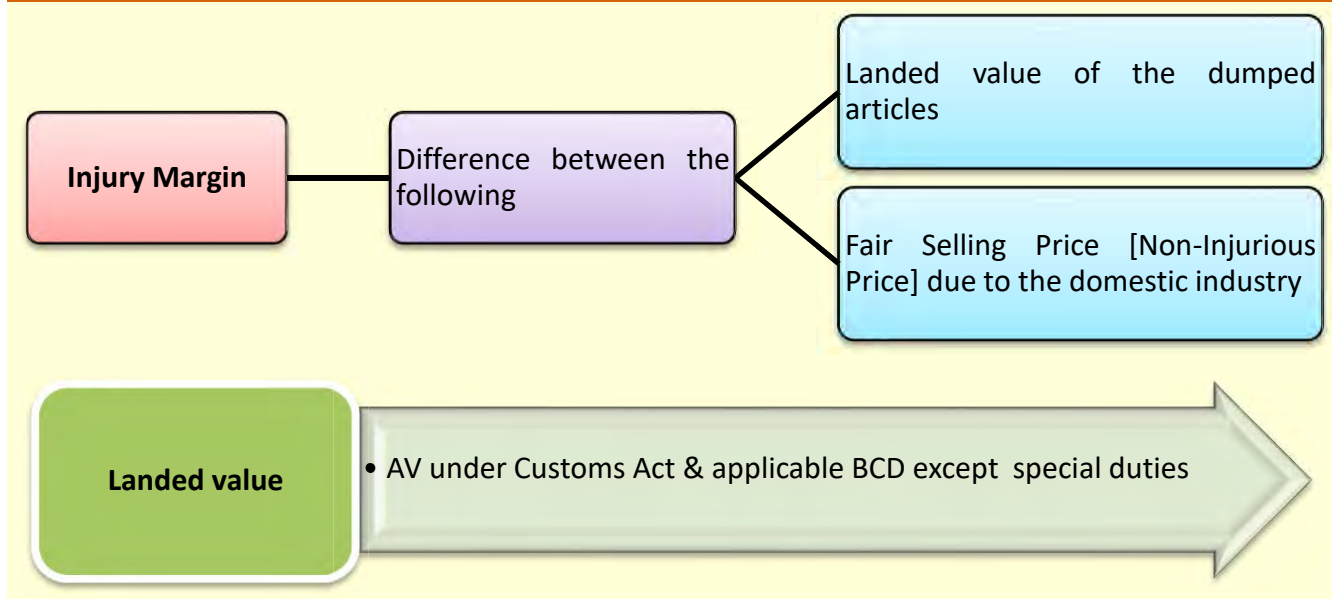 Injury Margin
Difference between the
following
Landed value of the dumped
articles
Fair Selling Price [Non-Injurious
Price] due to the domestic industry
Landed value
• AV under Customs Act & applicable BCD except special duties